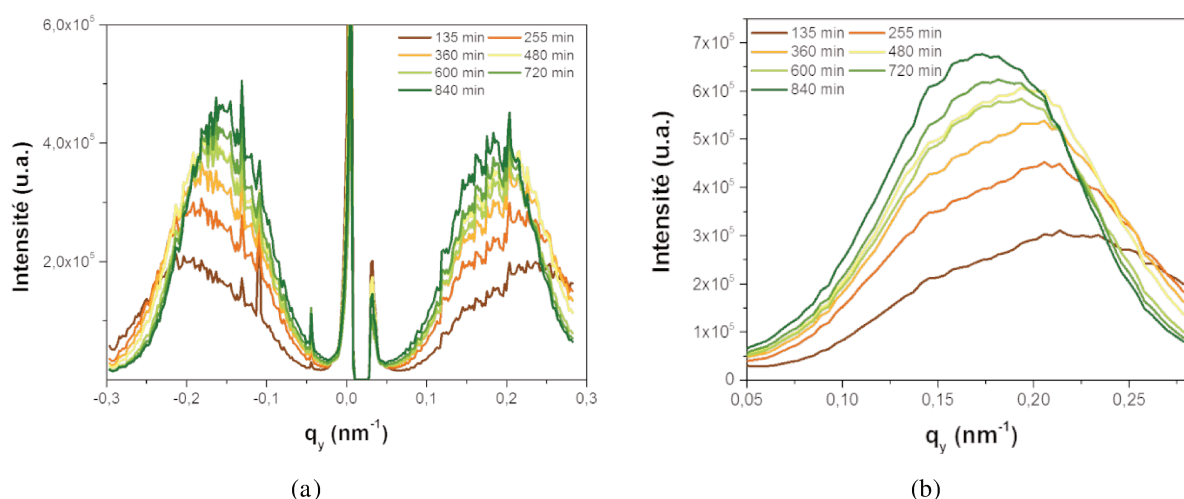 6,0x10⁵
4,0x10⁵
2,0x10⁵
Intensité (u.a.)
135 min 255 min
360 min 480 min
600 min 720 min
840 min
-0,3 -0,2 -0,1 0,0 0,1 0,2 0,3
q_y (nm⁻¹)
(a)
7x10⁵
6x10⁵
5x10⁵
4x10⁵
3x10⁵
2x10⁵
1x10⁵
0
Intensité (u.a.)
135 min 255 min
360 min 480 min
600 min 720 min
840 min
0,05 0,10 0,15 0,20 0,25
q_y (nm⁻¹)
(b)